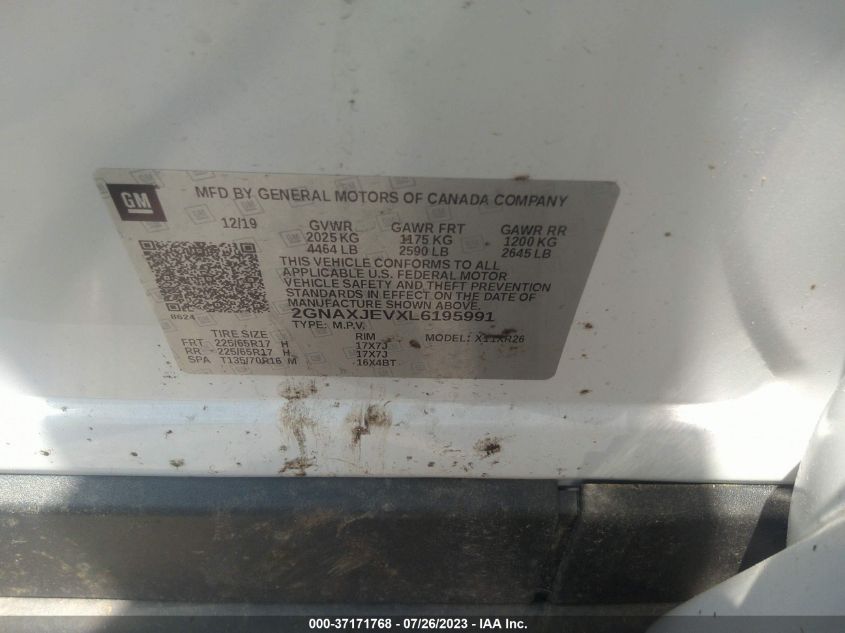 GM
MFD BY GENERAL MOTORS OF CANADA COMPANY
12/19 GVWR GAWR FRT GAWR RR
2025 KG 1175 KG 1200 KG
4464 LB 2590 LB 2645 LB
THIS VEHICLE CONFORMS TO ALL
APPLICABLE U.S. FEDERAL MOTOR
VEHICLE SAFETY AND THEFT PREVENTION
STANDARDS IN EFFECT ON THE DATE OF
MANUFACTURE SHOWN ABOVE.
8624 2GNAXJEVXL6195991
TYPE: M.P.V.
TIRE SIZE RIM MODEL:
FRT 225/65R17 H 17X7J
RR 225/65R17 H 17X7J
SPA T135/70R16 M 16X4BT
000-37171768 - 07/26/2023 - © IAA Inc.